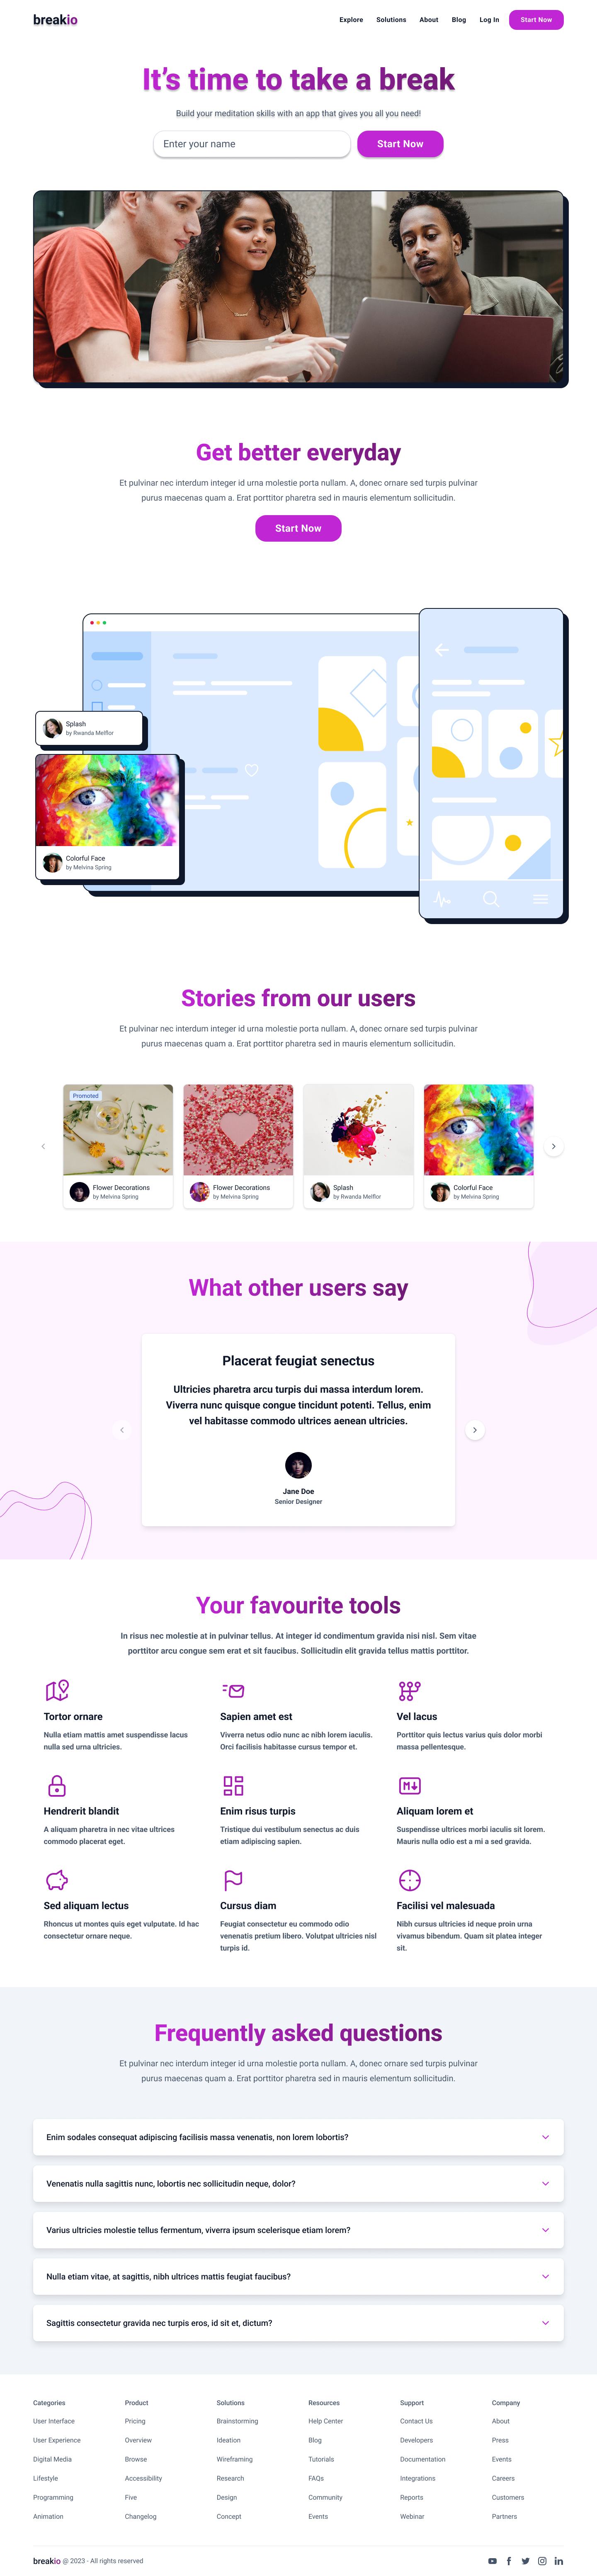 breakio
Explore Solutions About Blog Log In Start Now
It’s time to take a break
Build your meditation skills with an app that gives you all you need!
Enter your name Start Now
Get better everyday
Et pulvinar nec interdum integer id urna molestie porta nullam. A, donec ornare sed turpis pulvinar
purus maecenas quam a. Erat porttitor pharetra sed in mauris elementum sollicitudin.
Start Now
Splash
by Rwanda Melflor
Colorful Face
by Melvina Spring
Stories from our users
Et pulvinar nec interdum integer id urna molestie porta nullam. A, donec ornare sed turpis pulvinar
purus maecenas quam a. Erat porttitor pharetra sed in mauris elementum sollicitudin.
Promoted
Flower Decorations
by Melvina Spring
Flower Decorations
by Melvina Spring
Splash
by Rwanda Melflor
Colorful Face
by Melvina Spring
What other users say
Placerat feugiat senectus
Ultricies pharetra arcu turpis dui massa interdum lorem.
Viverra nunc quisque congue tincidunt potenti. Tellus, enim
vel habitasse commodo ultrices aenean ultricies.
Jane Doe
Senior Designer
Your favourite tools
In risus nec molestie at in pulvinar tellus. At integer id condimentum gravida nisi nisl. Sem vitae
porttitor arcu congue sem erat et sit faucibus. Sollicitudin elit gravida tellus mattis porttitor.
Tortor ornare
Nulla etiam mattis amet suspendisse lacus
nulla sed urna ultricies.
Sapien amet est
Viverra netus odio nunc ac nibh lorem iaculis.
Orci facilisis habitasse cursus tempor et.
Vel lacus
Porttitor quis lectus varius quis dolor morbi
massa pellentesque.
Hendrerit blandit
A aliquam pharetra in nec vitae ultrices
commodo placerat eget.
Enim risus turpis
Tristique dui vestibulum senectus ac duis
etiam adipiscing sapien.
Aliquam lorem et
Suspendisse ultrices morbi iaculis sit lorem.
Mauris nulla odio est a mi a sed gravida.
Sed aliquam lectus
Rhoncus ut montes quis eget vulputate. Id hac
consectetur ornare neque.
Cursus diam
Feugiat consectetur eu commodo odio
venenatis pretium libero. Volutpat ultricies nisl
turpis id.
Facilisi vel malesuada
Nibh cursus ultricies id neque proin urna
vivamus bibendum. Quam sit platea integer
sit.
Frequently asked questions
Et pulvinar nec interdum integer id urna molestie porta nullam. A, donec ornare sed turpis pulvinar
purus maecenas quam a. Erat porttitor pharetra sed in mauris elementum sollicitudin.
Enim sodales consequat adipiscing facilisis massa venenatis, non lorem lobortis?
Venenatis nulla sagittis nunc, lobortis nec sollicitudin neque, dolor?
Varius ultricies molestie tellus fermentum, viverra ipsum scelerisque etiam lorem?
Nulla etiam vitae, at sagittis, nibh ultrices mattis feugiat faucibus?
Sagittis consectetur gravida nec turpis eros, id sit et, dictum?
Categories Product Solutions Resources Support Company
User Interface Pricing Brainstorming Help Center Contact Us About
User Experience Overview Ideation Blog Developers Press
Digital Media Browse Wireframing Tutorials Documentation Events
Lifestyle Accessibility Research FAQs Integrations Careers
Programming Five Design Community Reports Customers
Animation Changelog Concept Events Webinar Partners
breakio @ 2023 - All rights reserved